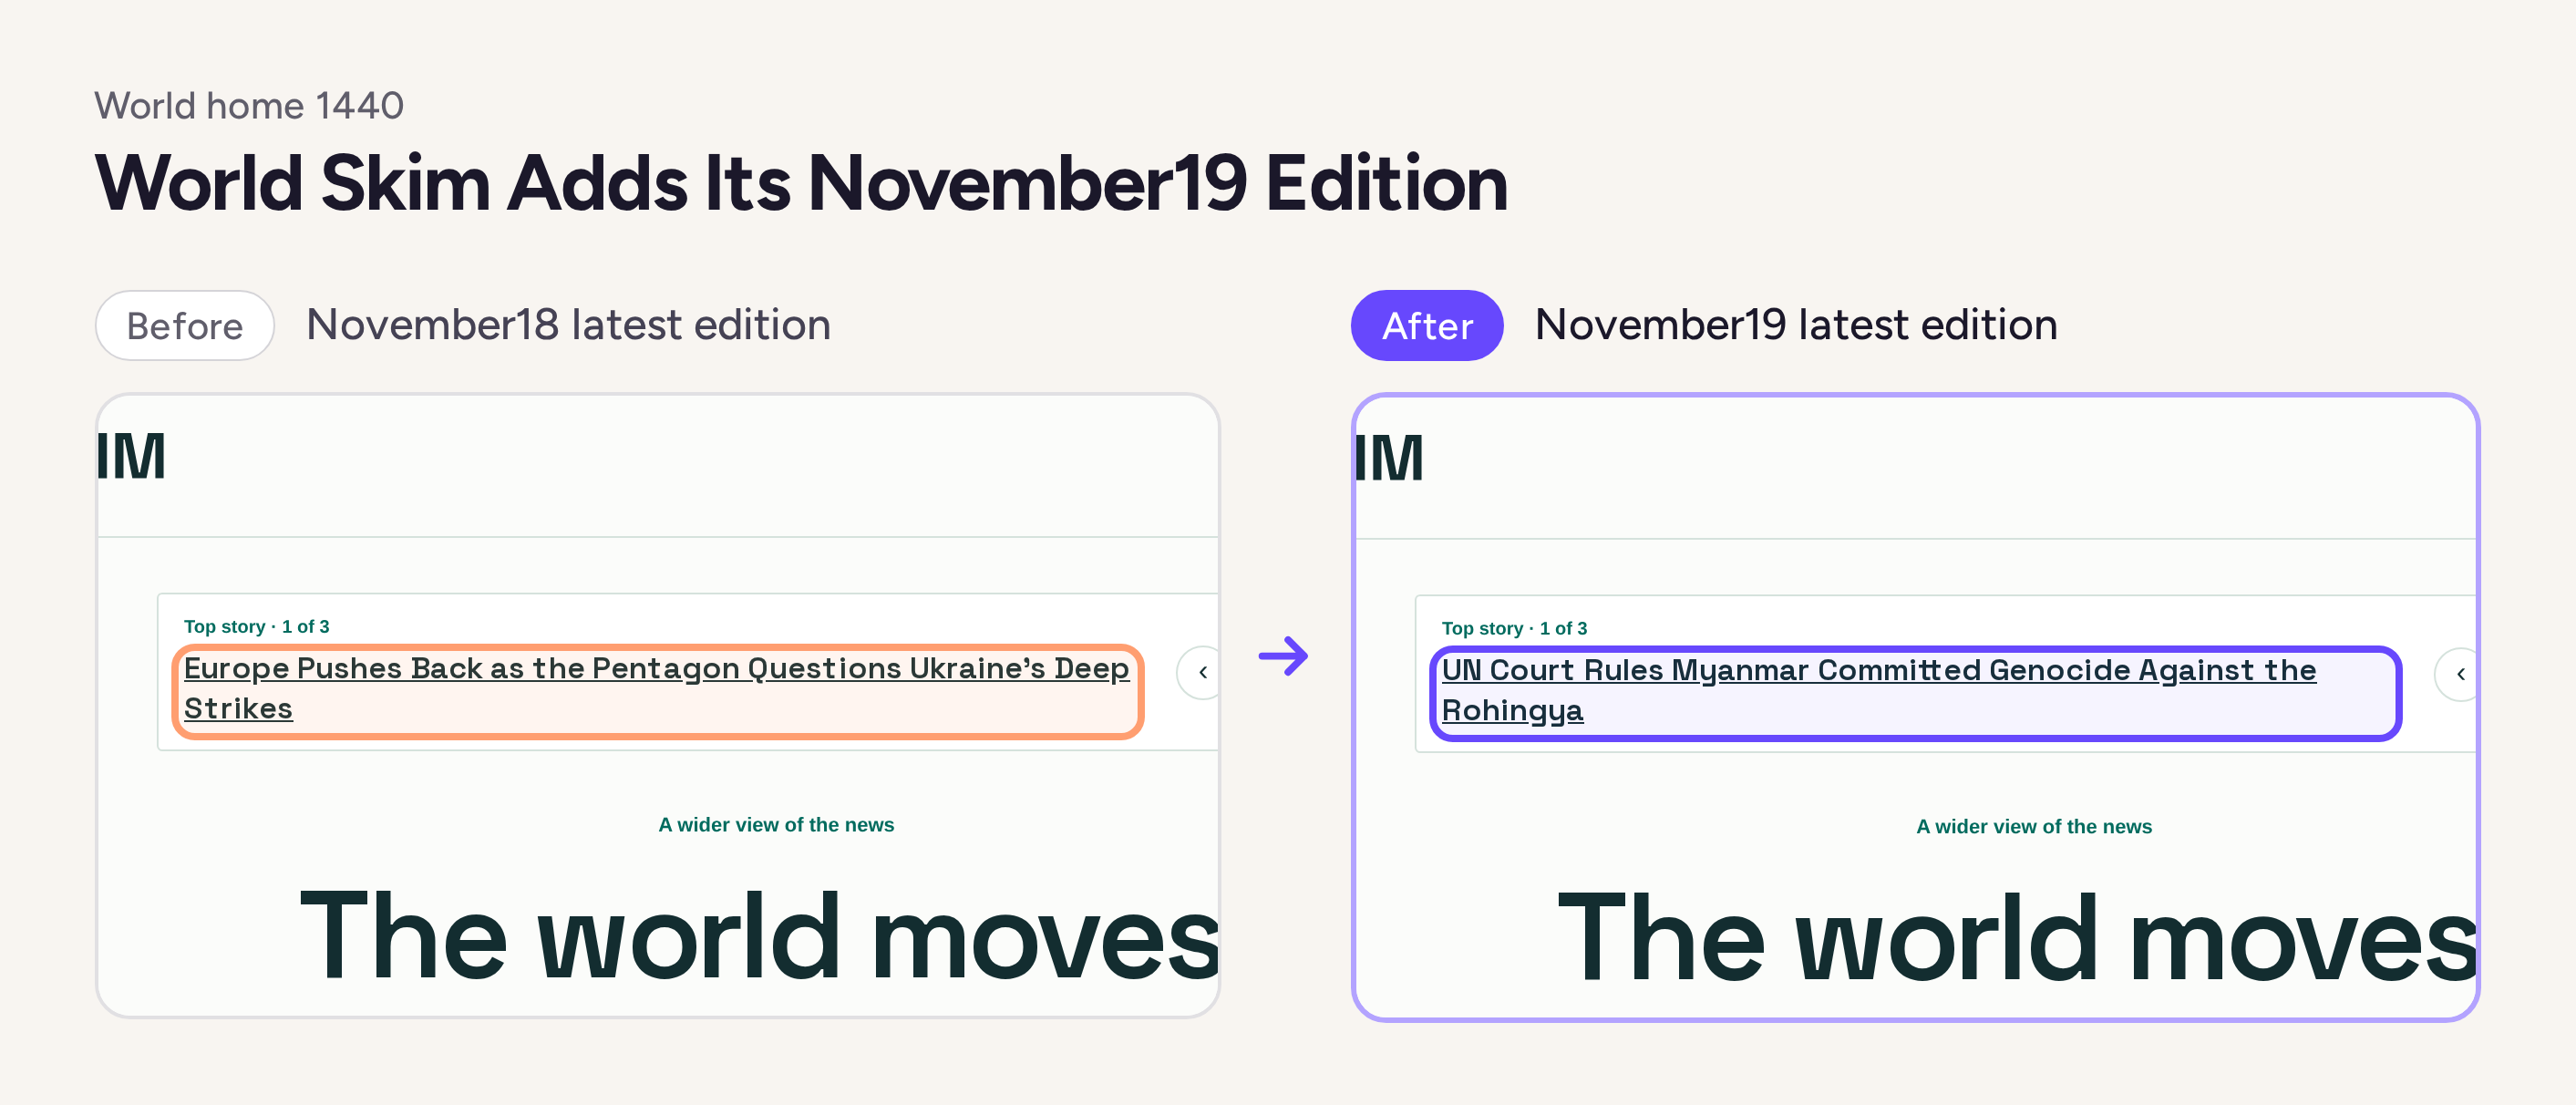 World home 1440
World Skim Adds Its November19 Edition
Before
November18 latest edition
IM
Top story · 1 of 3
Europe Pushes Back as the Pentagon Questions Ukraine’s Deep
Strikes
‹
A wider view of the news
The world moves
After
November19 latest edition
IM
Top story · 1 of 3
UN Court Rules Myanmar Committed Genocide Against the
Rohingya
‹
A wider view of the news
The world moves